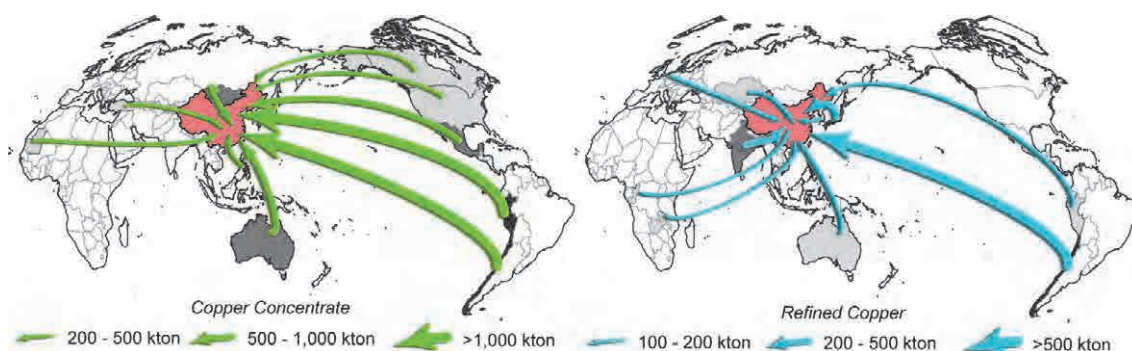 Copper Concentrate
200 - 500 kton
500 - 1,000 kton
>1,000 kton
Refined Copper
100 - 200 kton
200 - 500 kton
>500 kton